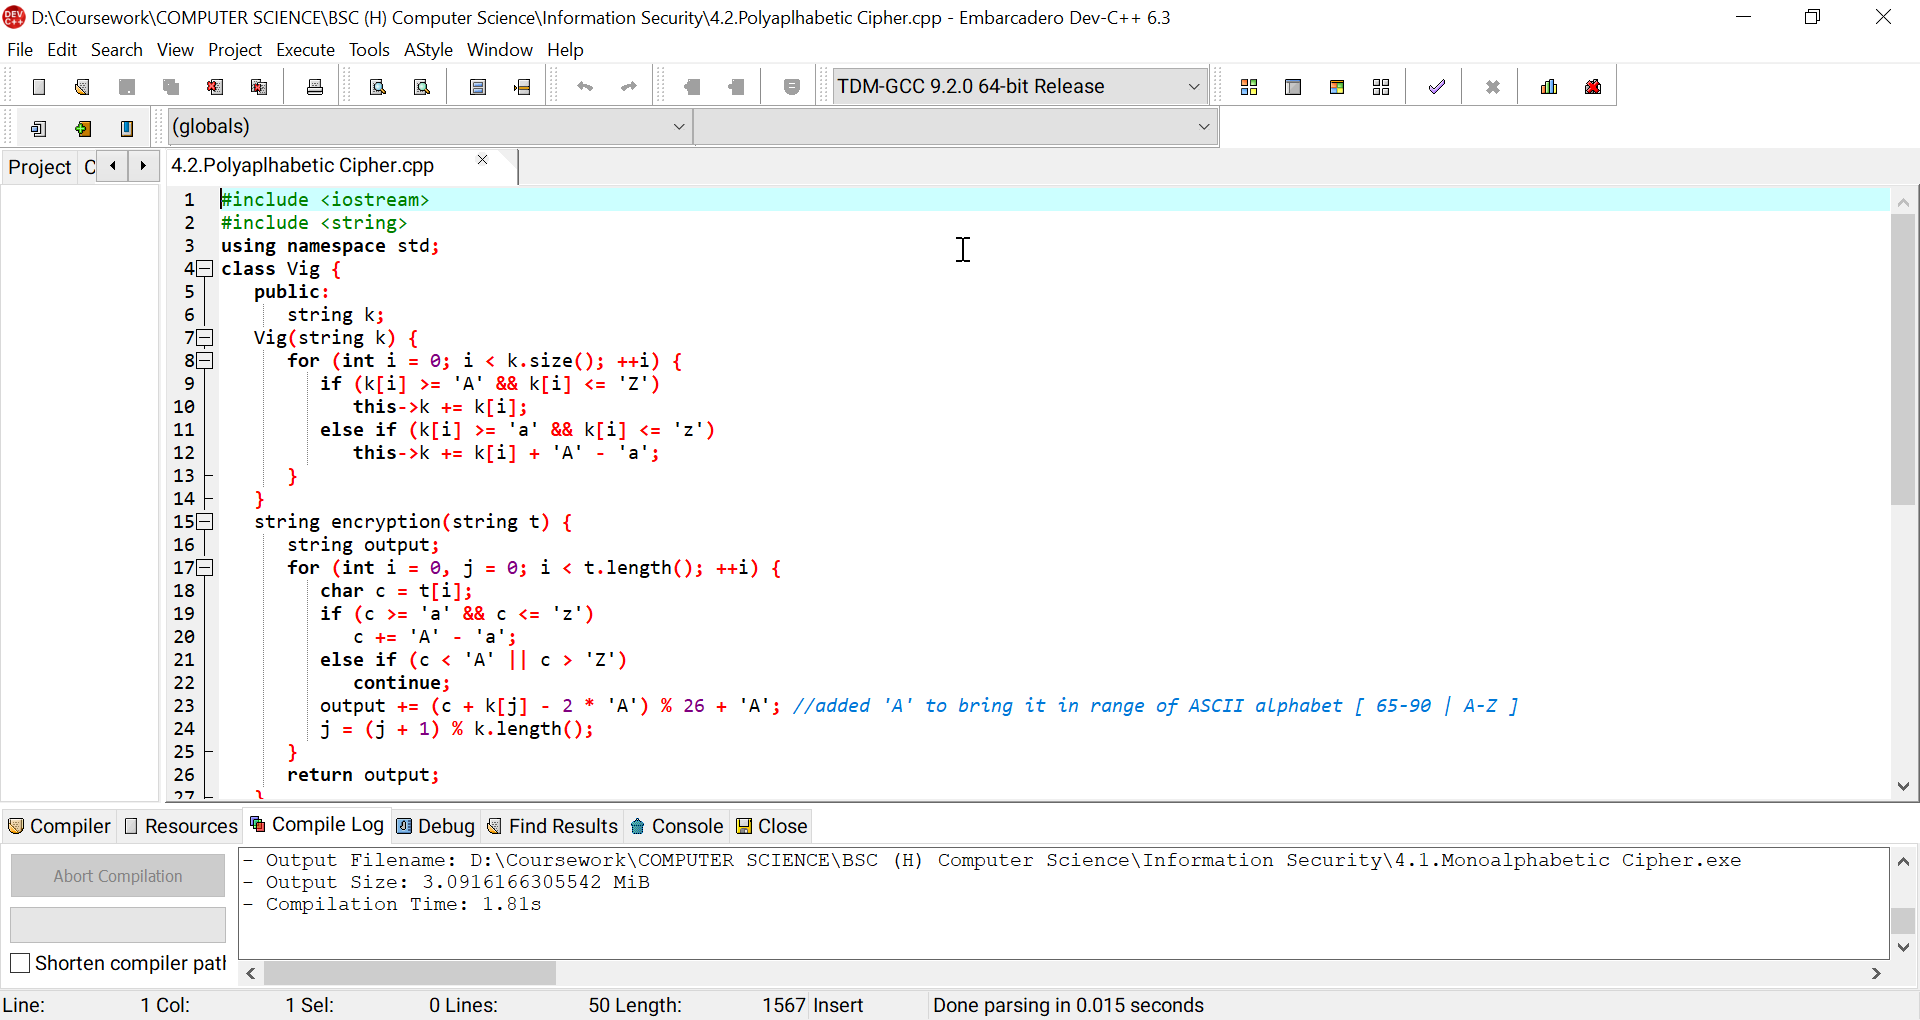 D:\Coursework\COMPUTER SCIENCE\BSC (H) Computer Science\Information Security\4.2.Polyaplhabetic Cipher.cpp - Embarcadero Dev-C++ 6.3
File Edit Search View Project Execute Tools AStyle Window Help
TDM-GCC 9.2.0 64-bit Release
(globals)
Project C 4.2.Polyaplhabetic Cipher.cpp
1 #include <iostream>
2 #include <string>
3 using namespace std;
4 class Vig {
5 public:
6 string k;
7 Vig(string k) {
8 for (int i = 0; i < k.size(); ++i) {
9 if (k[i] >= 'A' && k[i] <= 'Z')
10 this->k += k[i];
11 else if (k[i] >= 'a' && k[i] <= 'z')
12 this->k += k[i] + 'A' - 'a';
13 }
14 }
15 string encryption(string t) {
16 string output;
17 for (int i = 0, j = 0; i < t.length(); ++i) {
18 char c = t[i];
19 if (c >= 'a' && c <= 'z')
20 c += 'A' - 'a';
21 else if (c < 'A' || c > 'Z')
22 continue;
23 output += (c + k[j] - 2 * 'A') % 26 + 'A'; //added 'A' to bring it in range of ASCII alphabet [ 65-90 | A-Z ]
24 j = (j + 1) % k.length();
25 }
26 return output;
27 }
Compiler Resources Compile Log Debug Find Results Console Close
Abort Compilation
Shorten compiler path
- Output Filename: D:\Coursework\COMPUTER SCIENCE\BSC (H) Computer Science\Information Security\4.1.Monoalphabetic Cipher.exe
- Output Size: 3.0916166305542 MiB
- Compilation Time: 1.81s
Line: 1 Col: 1 Sel: 0 Lines: 50 Length: 1567 Insert Done parsing in 0.015 seconds